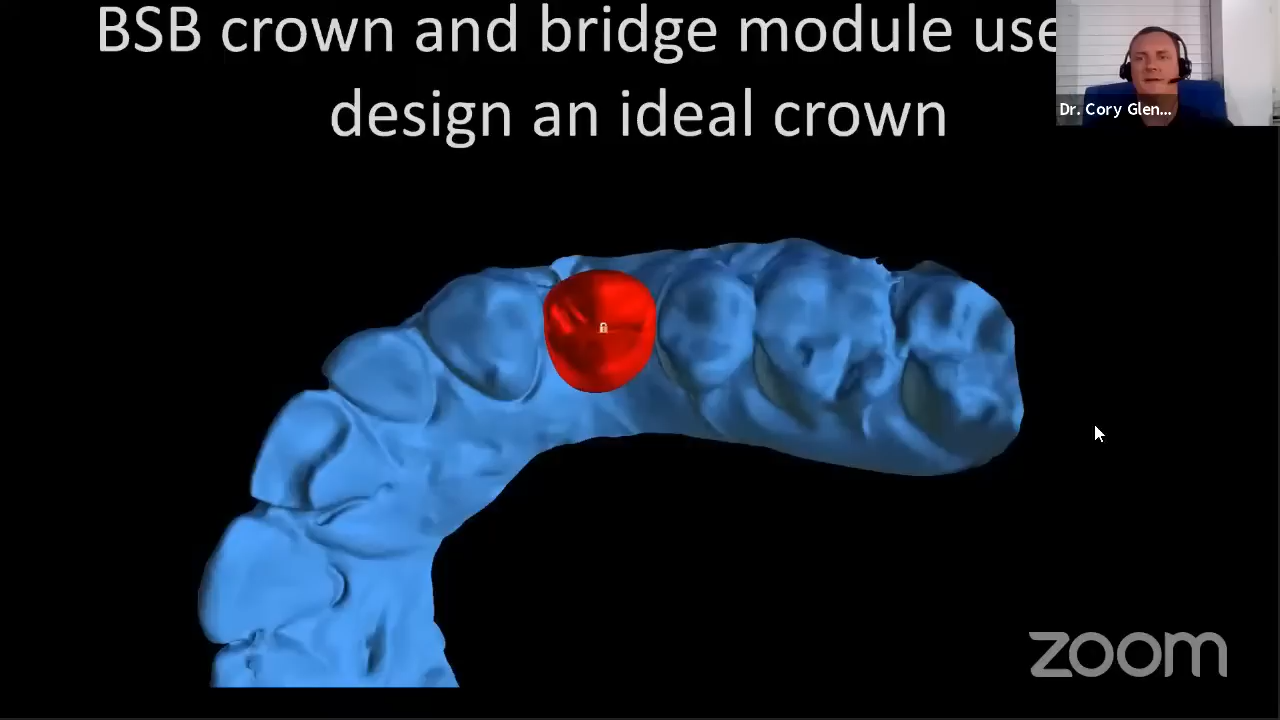 BSB crown and bridge module use
design an ideal crown
Dr. Cory Glen...
zoom